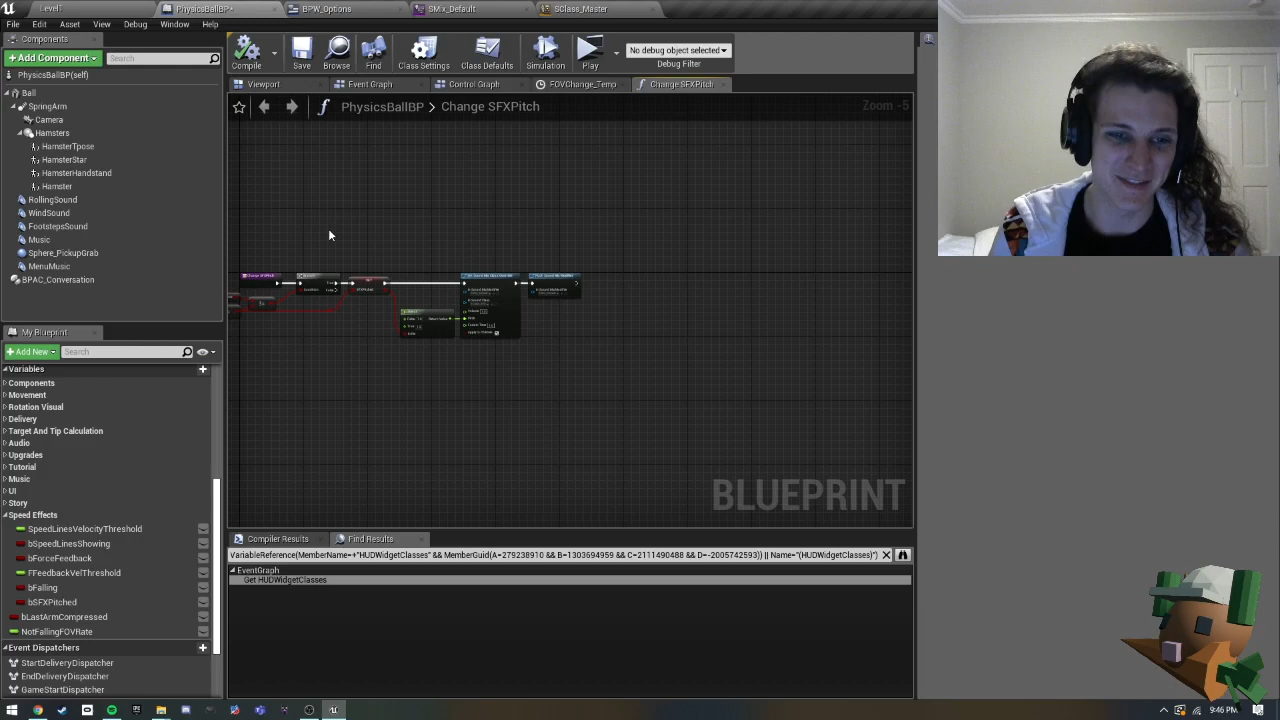 Level1
PhysicsBallBP*
BPW_Options
SMix_Default
SClass_Master
File Edit Asset View Debug Window Help
Components
+ Add Component
Search
PhysicsBallBP(self)
Ball
SpringArm
Camera
Hamsters
HamsterTpose
HamsterStar
HamsterHandstand
Hamster
RollingSound
WindSound
FootstepsSound
Music
Sphere_PickupGrab
MenuMusic
BPAC_Conversation
My Blueprint
+ Add New
Search
Variables
Components
Movement
Rotation Visual
Delivery
Target And Tip Calculation
Audio
Upgrades
Tutorial
Music
UI
Story
Speed Effects
SpeedLinesVelocityThreshold
bSpeedLinesShowing
bForceFeedback
FFeedbackVelThreshold
bFalling
bSFXPitched
bLastArmCompressed
NotFallingFOVRate
Event Dispatchers
StartDeliveryDispatcher
EndDeliveryDispatcher
GameStartDispatcher
Compile Save Browse Find Class Settings Class Defaults Simulation Play
No debug object selected
Debug Filter
Viewport Event Graph Control Graph FOVChange_Temp Change SFXPitch
PhysicsBallBP > Change SFXPitch
Zoom -5
BLUEPRINT
Compiler Results
Find Results
VariableReference(MemberName=+"HUDWidgetClasses" && MemberGuid(A=279238910 && B=1303694959 && C=2111490488 && D=-2005742593)) || Name="(HUDWidgetClasses)")
EventGraph
Get HUDWidgetClasses
9:46 PM